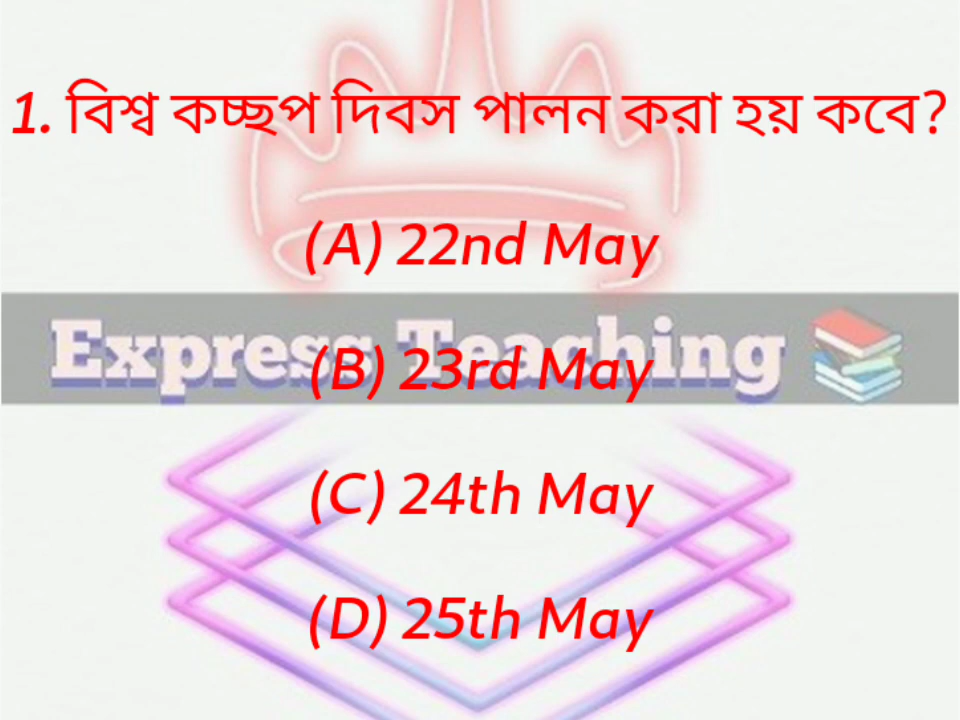 1. বিশ্ব কচ্ছপ দিবস পালন করা হয় কবে?
(A) 22nd May
Express Teaching
(B) 23rd May
(C) 24th May
(D) 25th May